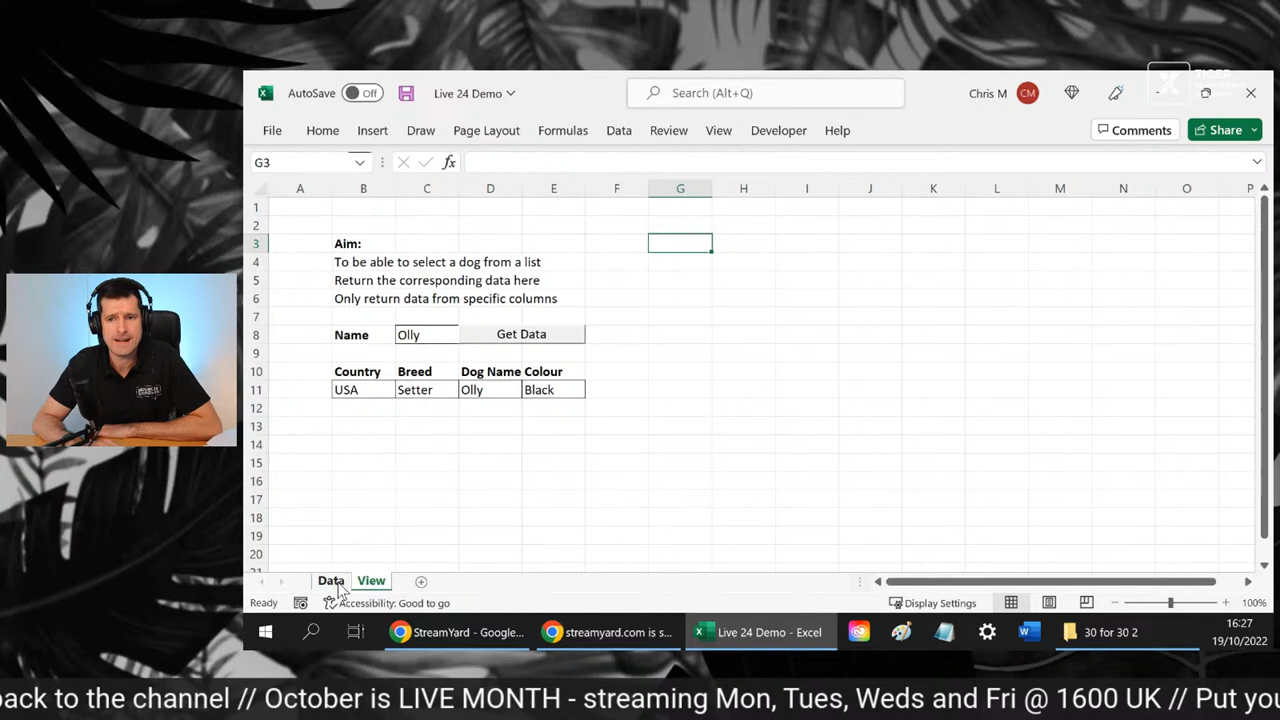 AutoSave Off Live 24 Demo Search (Alt+Q) Chris M CM
TIGER
File Home Insert Draw Page Layout Formulas Data Review View Developer Help Comments Share
G3 fx
A B C D E F G H I J K L M N O P
1
2
3 Aim:
4 To be able to select a dog from a list
5 Return the corresponding data here
6 Only return data from specific columns
7
8 Name Olly Get Data
9
10 Country Breed Dog Name Colour
11 USA Setter Olly Black
12
13
14
15
16
17
18
19
20
21
Data View
Ready Accessibility: Good to go Display Settings 100%
StreamYard - Google... streamyard.com is s... Live 24 Demo - Excel 30 for 30 2 16:27
19/10/2022
back to the channel // October is LIVE MONTH - streaming Mon, Tues, Weds and Fri @ 1600 UK // Put you